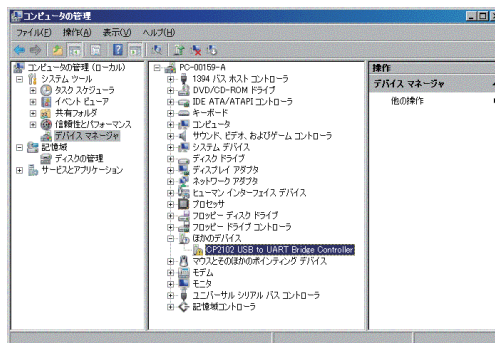 コンピュータの管理
ファイル(F) 操作(A) 表示(V) ヘルプ(H)
コンピュータの管理 (ローカル)
システム ツール
タスク スケジューラ
イベント ビューア
共有フォルダ
信頼性とパフォーマンス
デバイス マネージャ
記憶域
ディスクの管理
サービスとアプリケーション
PC-00159-A
1394 バス ホスト コントローラ
DVD/CD-ROM ドライブ
IDE ATA/ATAPI コントローラ
キーボード
コンピュータ
サウンド、ビデオ、およびゲーム コントローラ
システム デバイス
ディスク ドライブ
ディスプレイ アダプタ
ネットワーク アダプタ
ヒューマン インターフェイス デバイス
プロセッサ
フロッピー ディスク ドライブ
フロッピー ドライブ コントローラ
ほかのデバイス
CP2102 USB to UART Bridge Controller
マウスとそのほかのポインティング デバイス
モデム
モニタ
ユニバーサル シリアル バス コントローラ
記憶域コントローラ
操作
デバイス マネージャ
他の操作